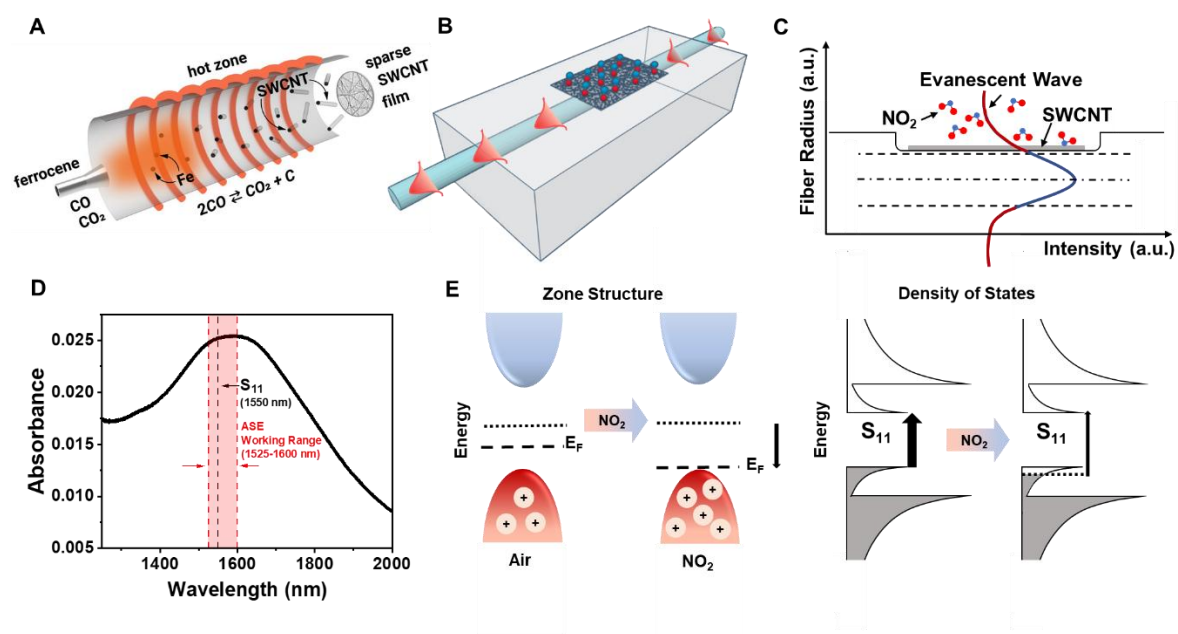 A
hot zone
SWCNT
sparse
SWCNT
film
ferrocene
CO
CO₂
Fe
2CO ⇄ CO₂ + C
B
C
Fiber Radius (a.u.)
Evanescent Wave
NO₂
SWCNT
Intensity (a.u.)
D
Absorbance
0.025
0.020
0.015
0.010
0.005
S₁₁
(1550 nm)
ASE
Working Range
(1525-1600 nm)
1400
1600
1800
2000
Wavelength (nm)
E
Zone Structure
Energy
E_F
NO₂
E_F
+
+
+
+
+
+
+
+
Air
NO₂
Density of States
Energy
S₁₁
NO₂
S₁₁